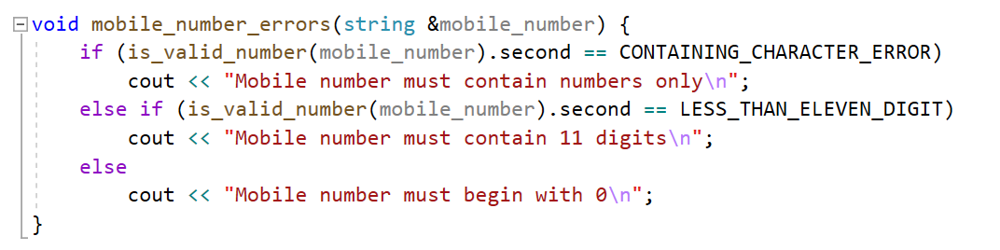 void mobile_number_errors(string &mobile_number) {
    if (is_valid_number(mobile_number).second == CONTAINING_CHARACTER_ERROR)
        cout << "Mobile number must contain numbers only\n";
    else if (is_valid_number(mobile_number).second == LESS_THAN_ELEVEN_DIGIT)
        cout << "Mobile number must contain 11 digits\n";
    else
        cout << "Mobile number must begin with 0\n";
}